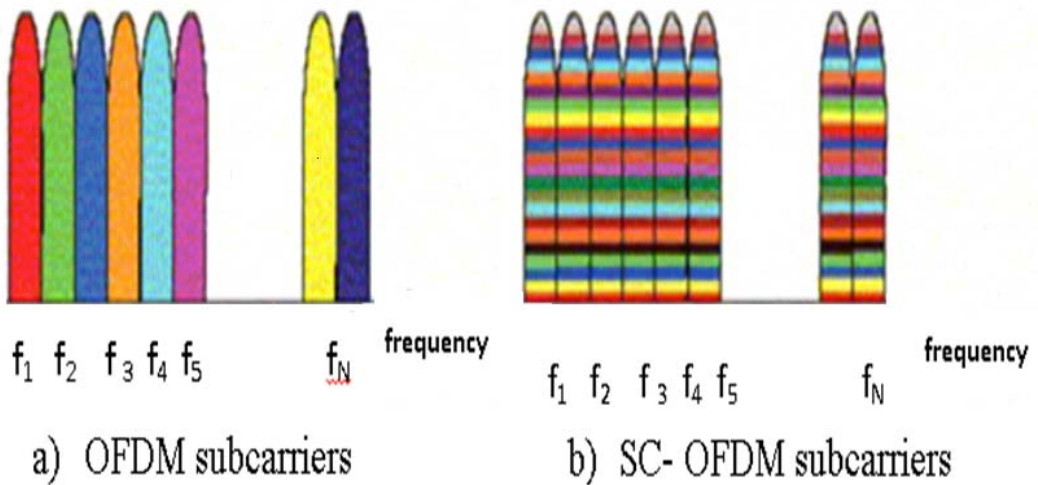 f1 f2 f3 f4 f5 fN frequency
a) OFDM subcarriers
f1 f2 f3 f4 f5 fN frequency
b) SC- OFDM subcarriers